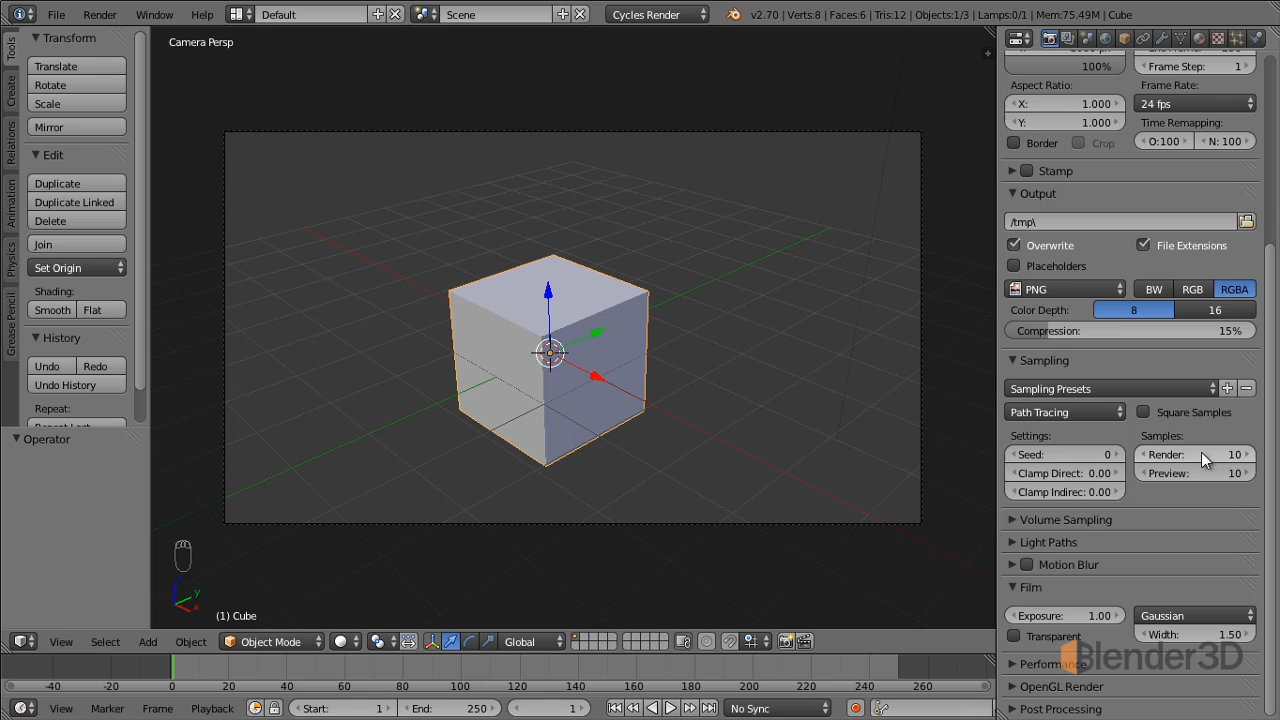 File Render Window Help Default Scene Cycles Render v2.70 | Verts:8 | Faces:6 | Tris:12 | Objects:1/3 | Lamps:0/1 | Mem:75.49M | Cube
Tools
Create
Relations
Animation
Physics
Grease Pencil
Transform
Translate
Rotate
Scale
Mirror
Edit
Duplicate
Duplicate Linked
Delete
Join
Set Origin
Shading:
Smooth Flat
History
Undo Redo
Undo History
Repeat:
Operator
Camera Persp
z
y
x
(1) Cube
View Select Add Object Object Mode Global
-40 -20 0 20 40 60 80 100 120 140 160 180 200 220 240 260
View Marker Frame Playback Start: 1 End: 250 1 No Sync
100%
Frame Step: 1
Aspect Ratio:
Frame Rate:
X: 1.000
24 fps
Y: 1.000
Time Remapping:
Border Crop
O:100 N: 100
Stamp
Output
/tmp\
Overwrite File Extensions
Placeholders
PNG BW RGB RGBA
Color Depth: 8 16
Compression: 15%
Sampling
Sampling Presets
Path Tracing Square Samples
Settings: Samples:
Seed: 0 Render: 10
Clamp Direct: 0.00 Preview: 10
Clamp Indirec: 0.00
Volume Sampling
Light Paths
Motion Blur
Film
Exposure: 1.00 Gaussian
Transparent Width: 1.50
Performance
Blender3D
OpenGL Render
Post Processing